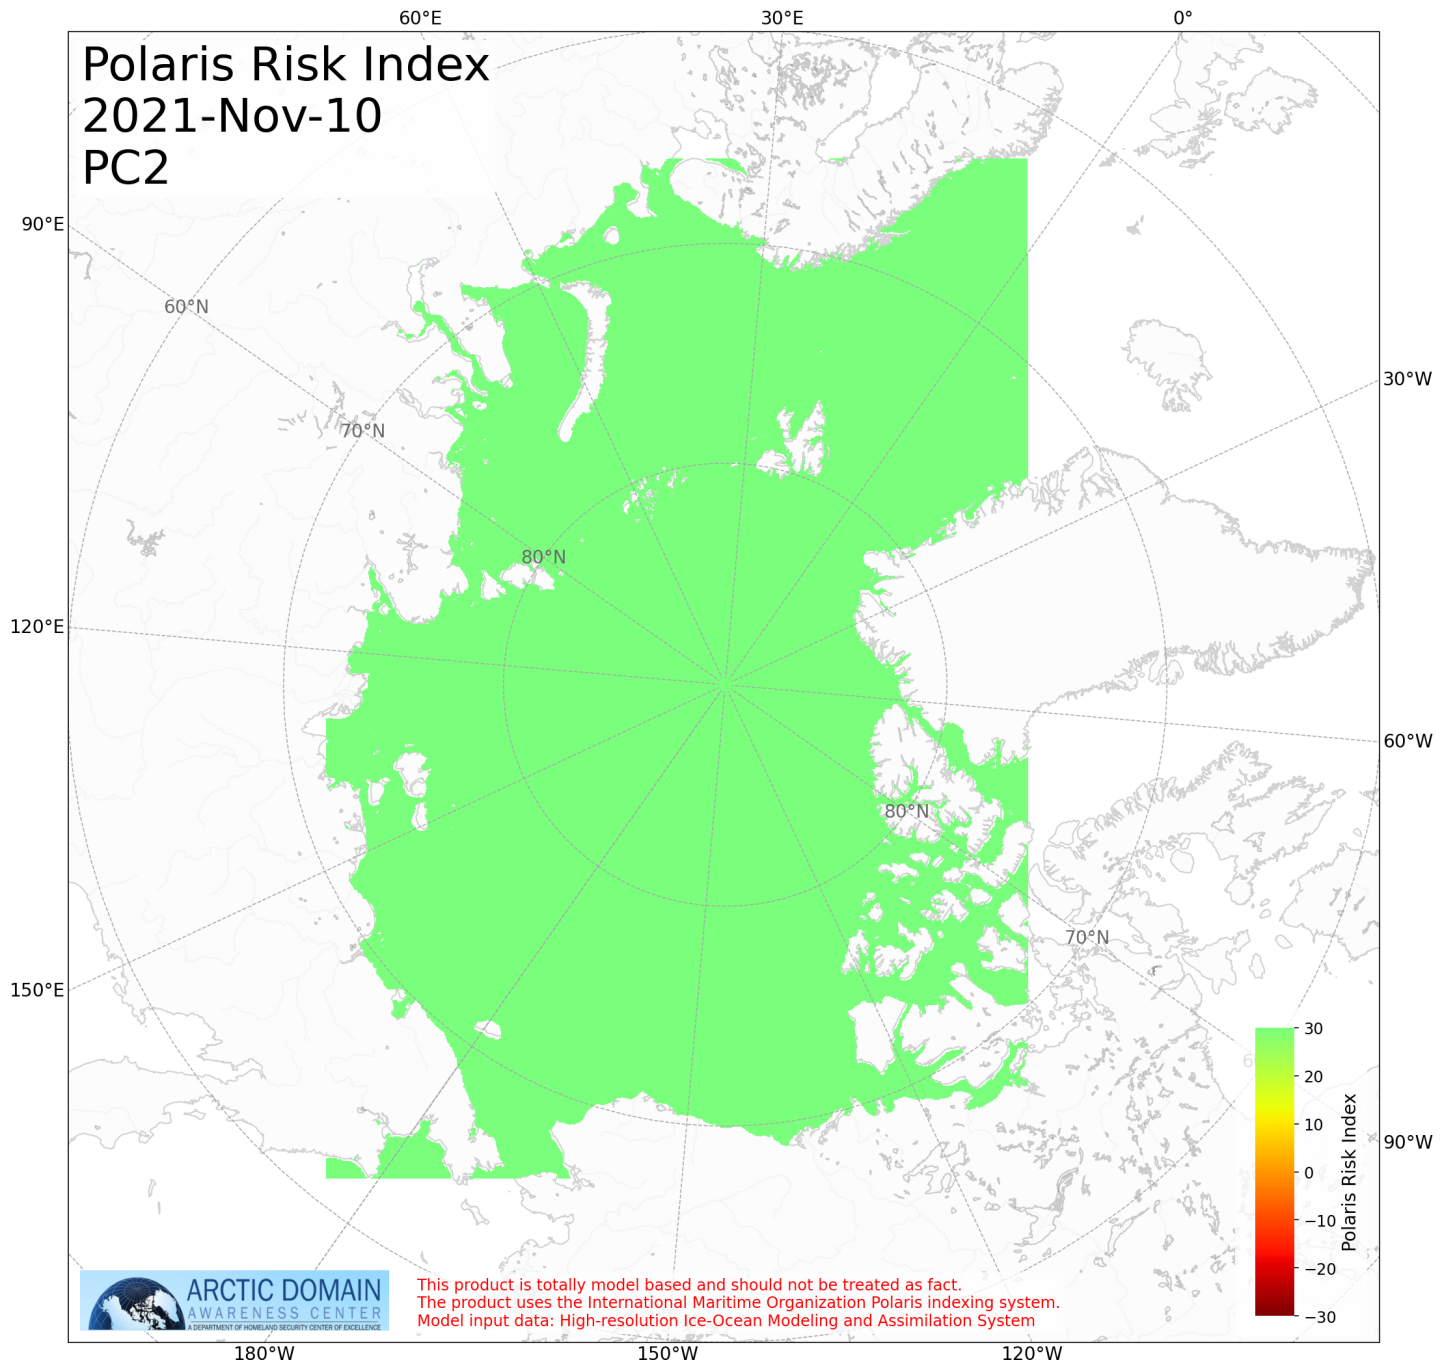 60°E 30°E 0°
Polaris Risk Index
2021-Nov-10
PC2
90°E
60°N
30°W
70°N
80°N
120°E
60°W
80°N
70°N
150°E
30
20
10
0
−10
−20
−30
Polaris Risk Index
90°W
ARCTIC DOMAIN
AWARENESS CENTER
A DEPARTMENT OF HOMELAND SECURITY CENTER OF EXCELLENCE
This product is totally model based and should not be treated as fact.
The product uses the International Maritime Organization Polaris indexing system.
Model input data: High-resolution Ice-Ocean Modeling and Assimilation System
180°W 150°W 120°W